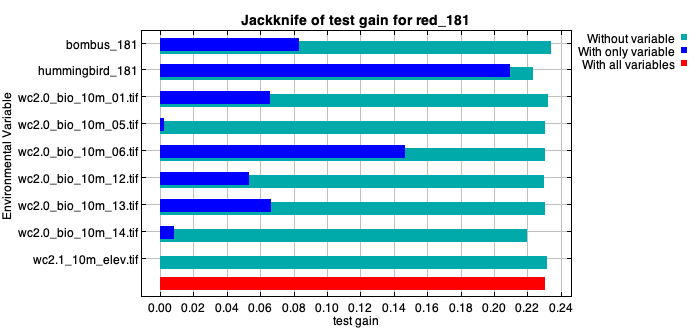 Jackknife of test gain for red_181
Environmental Variable
bombus_181
hummingbird_181
wc2.0_bio_10m_01.tif
wc2.0_bio_10m_05.tif
wc2.0_bio_10m_06.tif
wc2.0_bio_10m_12.tif
wc2.0_bio_10m_13.tif
wc2.0_bio_10m_14.tif
wc2.1_10m_elev.tif
Without variable
With only variable
With all variables
0.00 0.02 0.04 0.06 0.08 0.10 0.12 0.14 0.16 0.18 0.20 0.22 0.24
test gain